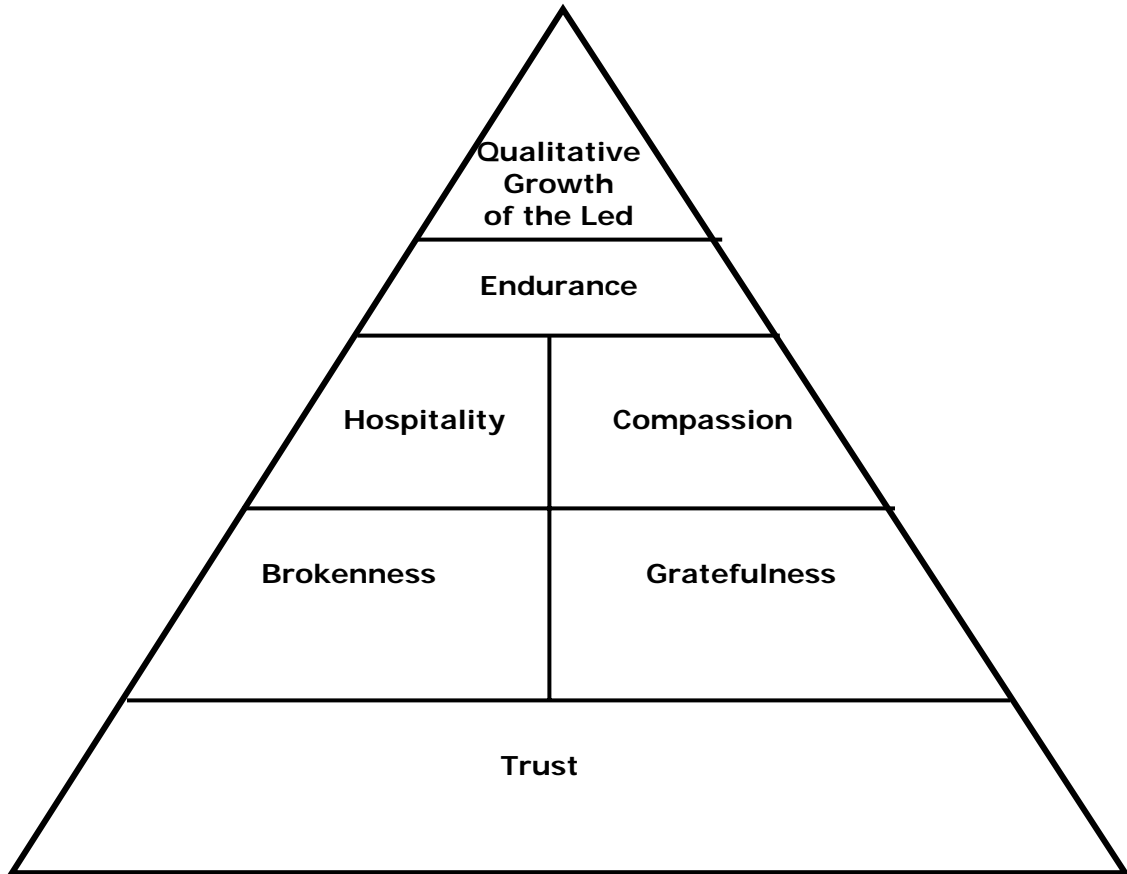 Qualitative
Growth
of the Led
Endurance
Hospitality
Compassion
Brokenness
Gratefulness
Trust